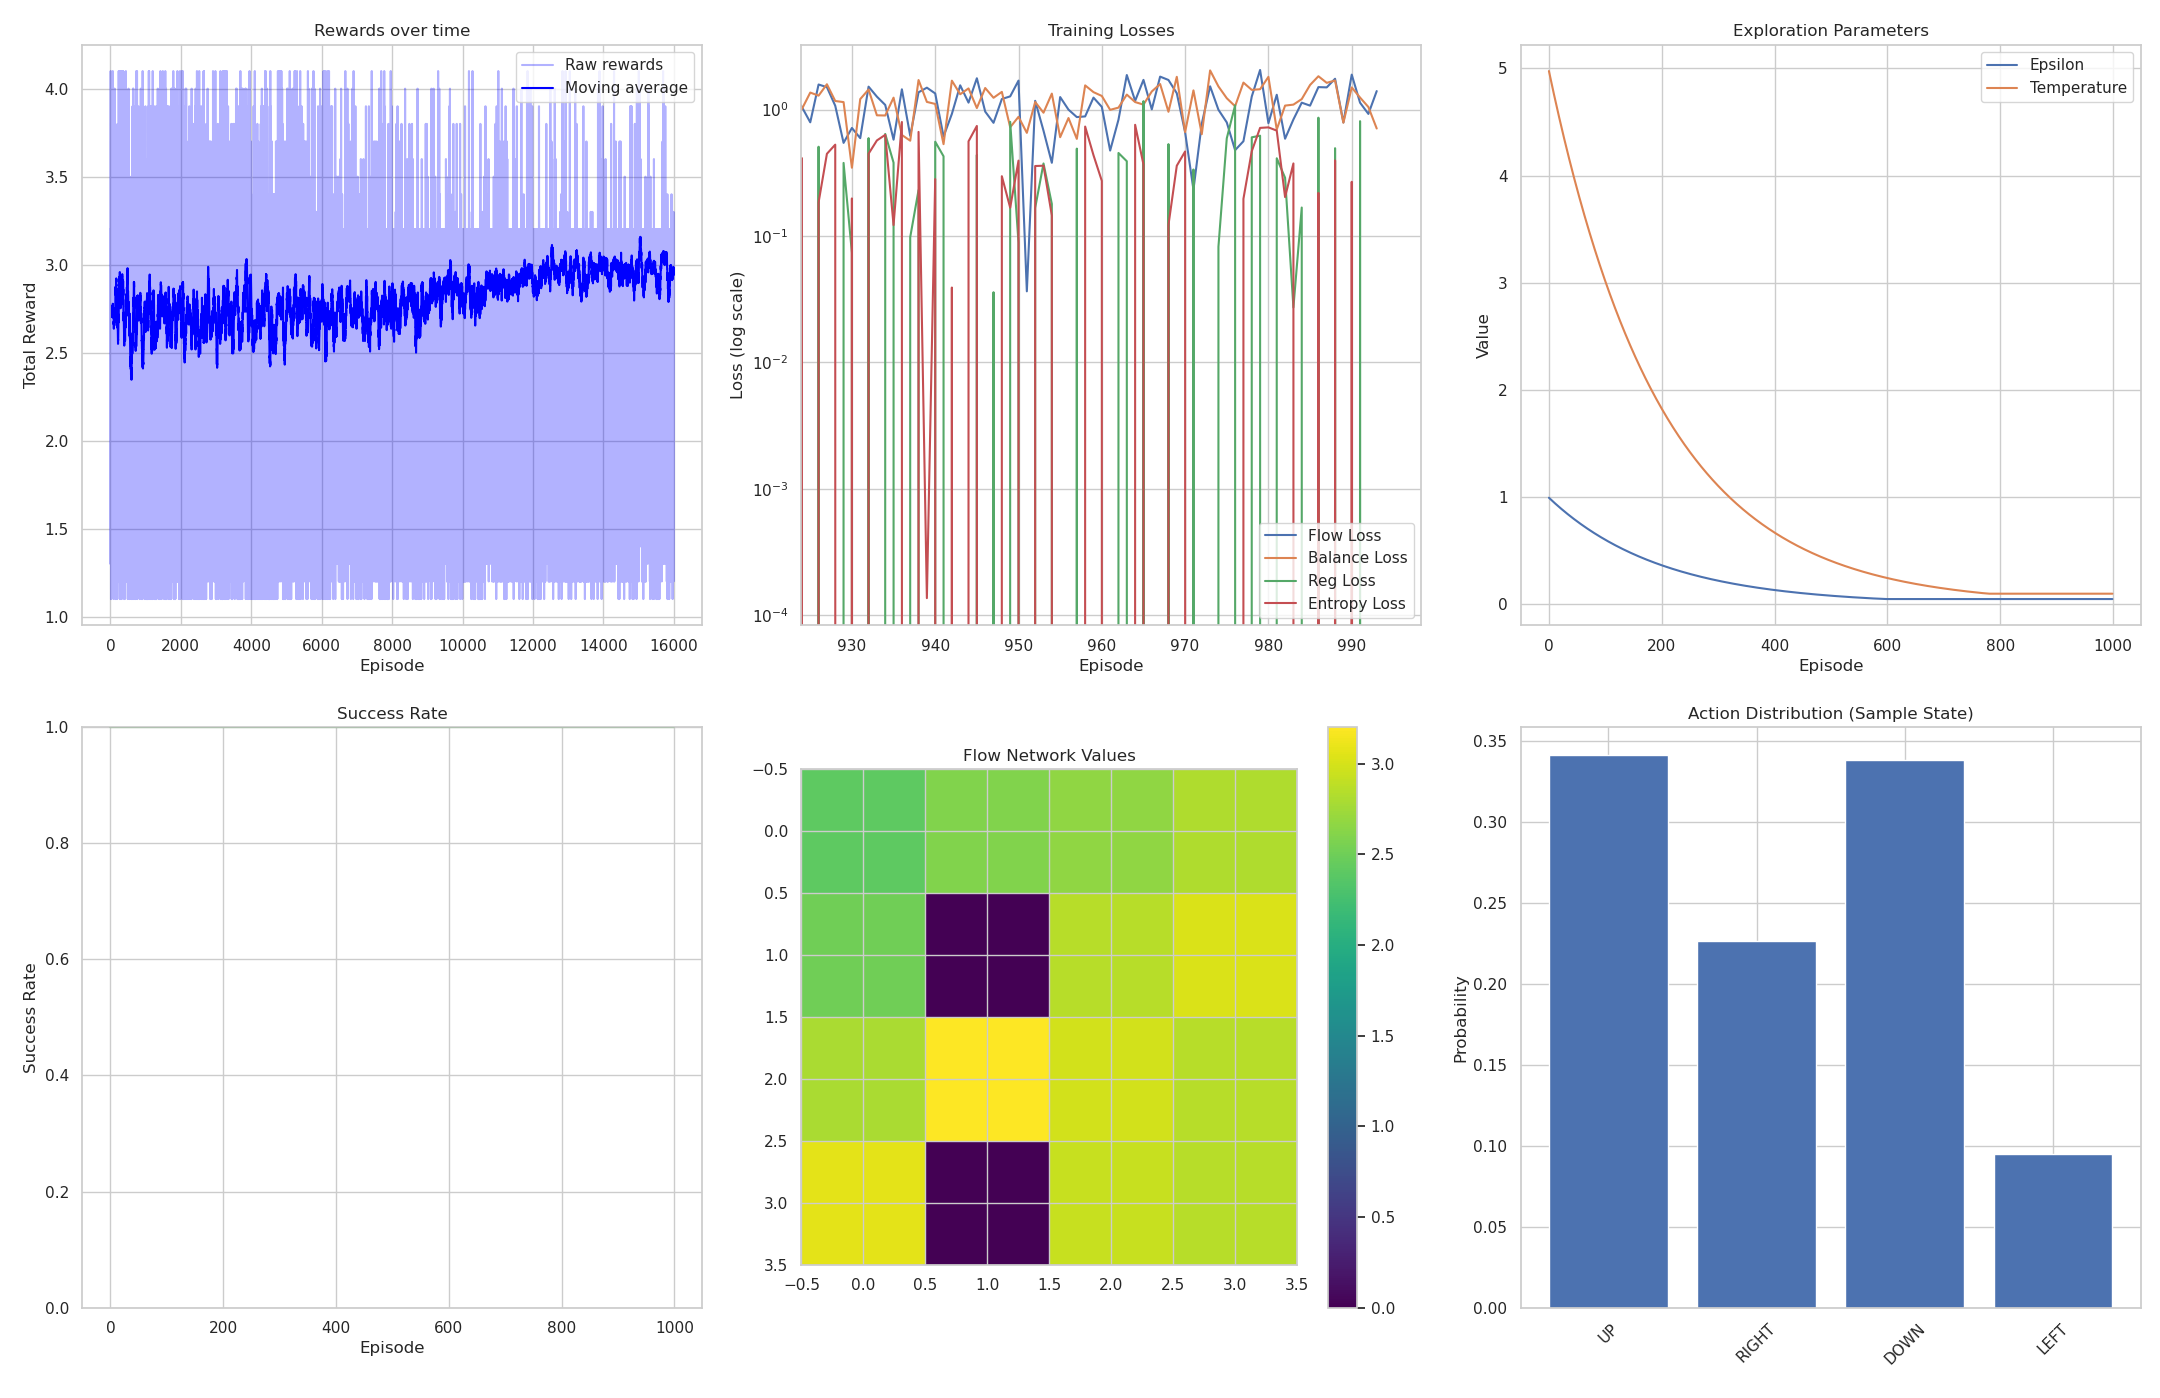 Rewards over time
Raw rewards
Moving average
Total Reward
4.0
3.5
3.0
2.5
2.0
1.5
1.0
0 2000 4000 6000 8000 10000 12000 14000 16000
Episode
Training Losses
Loss (log scale)
10^0
10^-1
10^-2
10^-3
10^-4
Flow Loss
Balance Loss
Reg Loss
Entropy Loss
930 940 950 960 970 980 990
Episode
Exploration Parameters
Epsilon
Temperature
Value
5
4
3
2
1
0
0 200 400 600 800 1000
Episode
Success Rate
Success Rate
1.0
0.8
0.6
0.4
0.2
0.0
0 200 400 600 800 1000
Episode
Flow Network Values
−0.5
0.0
0.5
1.0
1.5
2.0
2.5
3.0
3.5
−0.5 0.0 0.5 1.0 1.5 2.0 2.5 3.0 3.5
3.0
2.5
2.0
1.5
1.0
0.5
0.0
Action Distribution (Sample State)
Probability
0.35
0.30
0.25
0.20
0.15
0.10
0.05
0.00
UP RIGHT DOWN LEFT